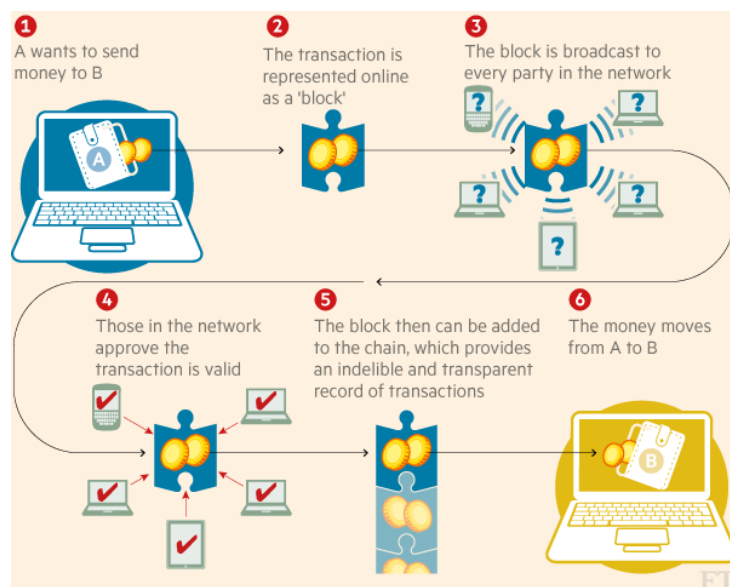 1
A wants to send
money to B
A
2
The transaction is
represented online
as a 'block'
3
The block is broadcast to
every party in the network
?
?
?
?
?
4
Those in the network
approve the
transaction is valid
5
The block then can be added
to the chain, which provides
an indelible and transparent
record of transactions
6
The money moves
from A to B
B
FT